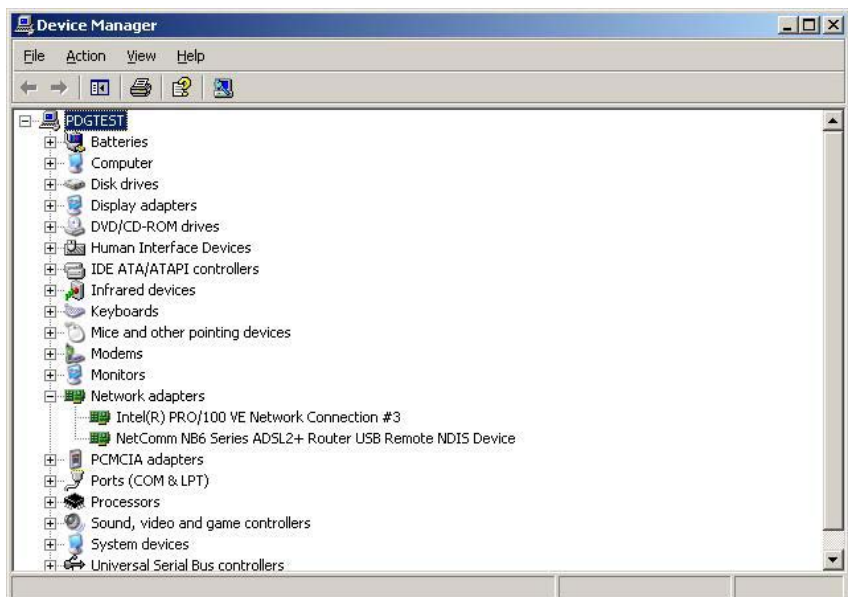 Device Manager
File Action View Help
PDGTEST
Batteries
Computer
Disk drives
Display adapters
DVD/CD-ROM drives
Human Interface Devices
IDE ATA/ATAPI controllers
Infrared devices
Keyboards
Mice and other pointing devices
Modems
Monitors
Network adapters
Intel(R) PRO/100 VE Network Connection #3
NetComm NB6 Series ADSL2+ Router USB Remote NDIS Device
PCMCIA adapters
Ports (COM & LPT)
Processors
Sound, video and game controllers
System devices
Universal Serial Bus controllers